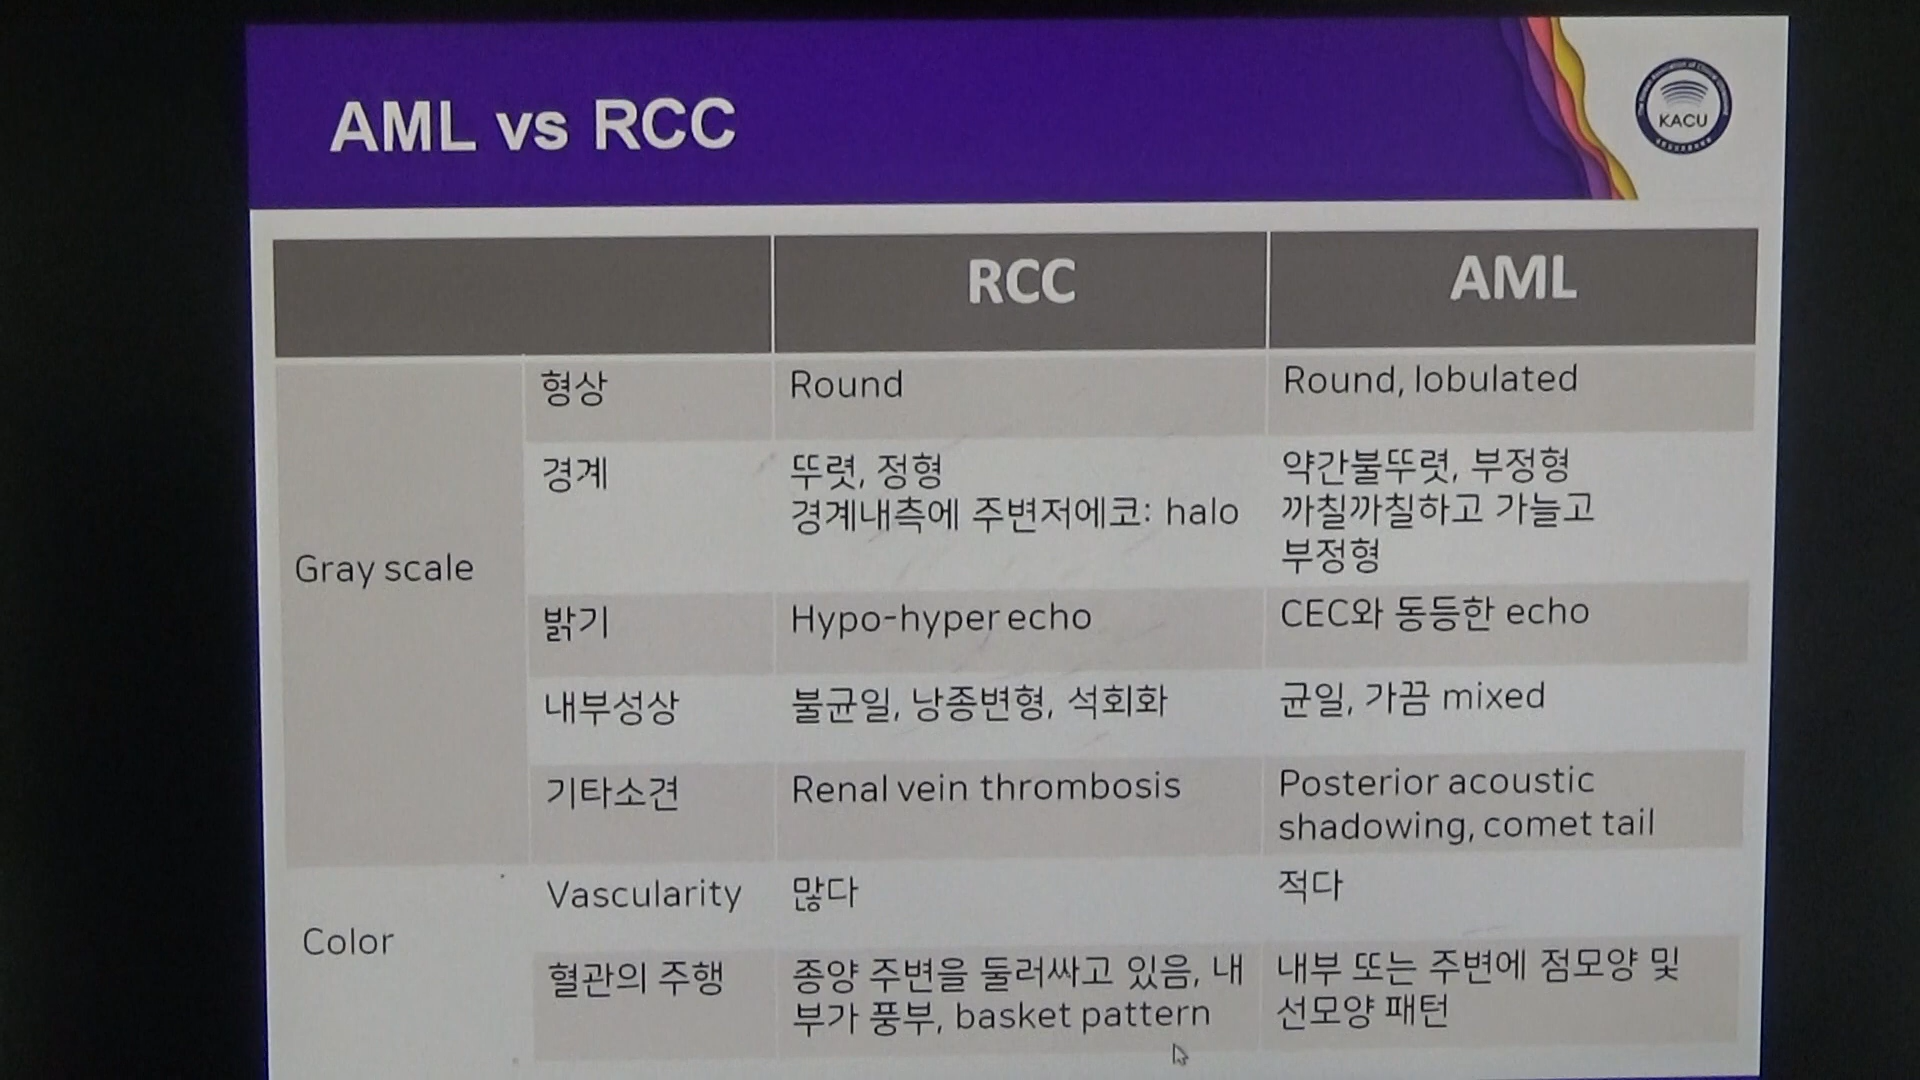 AML vs RCC
KACU
RCC
AML
Gray scale
형상
Round
Round, lobulated
경계
뚜렷, 정형
경계내측에 주변저에코: halo
약간불뚜렷, 부정형
까칠까칠하고 가늘고
부정형
밝기
Hypo-hyper echo
CEC와 동등한 echo
내부성상
불균일, 낭종변형, 석회화
균일, 가끔 mixed
기타소견
Renal vein thrombosis
Posterior acoustic
shadowing, comet tail
Color
Vascularity
많다
적다
혈관의 주행
종양 주변을 둘러싸고 있음, 내
부가 풍부, basket pattern
내부 또는 주변에 점모양 및
선모양 패턴